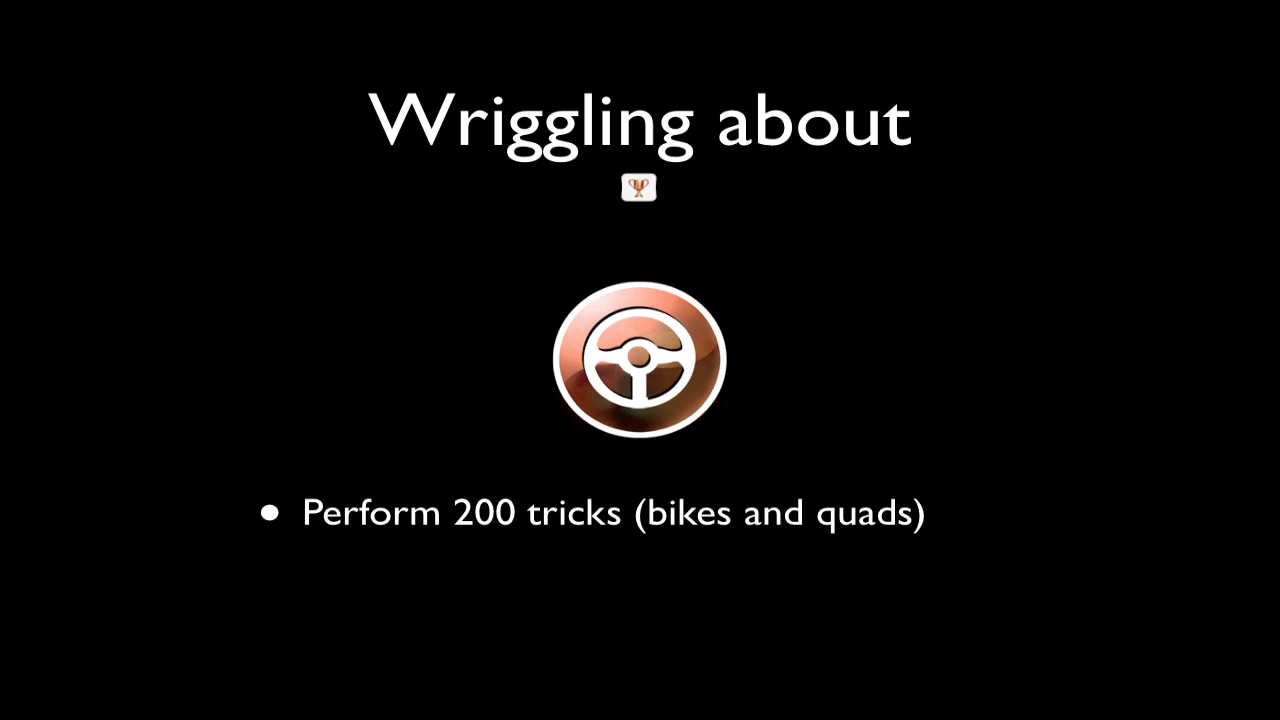 Wriggling about
• Perform 200 tricks (bikes and quads)